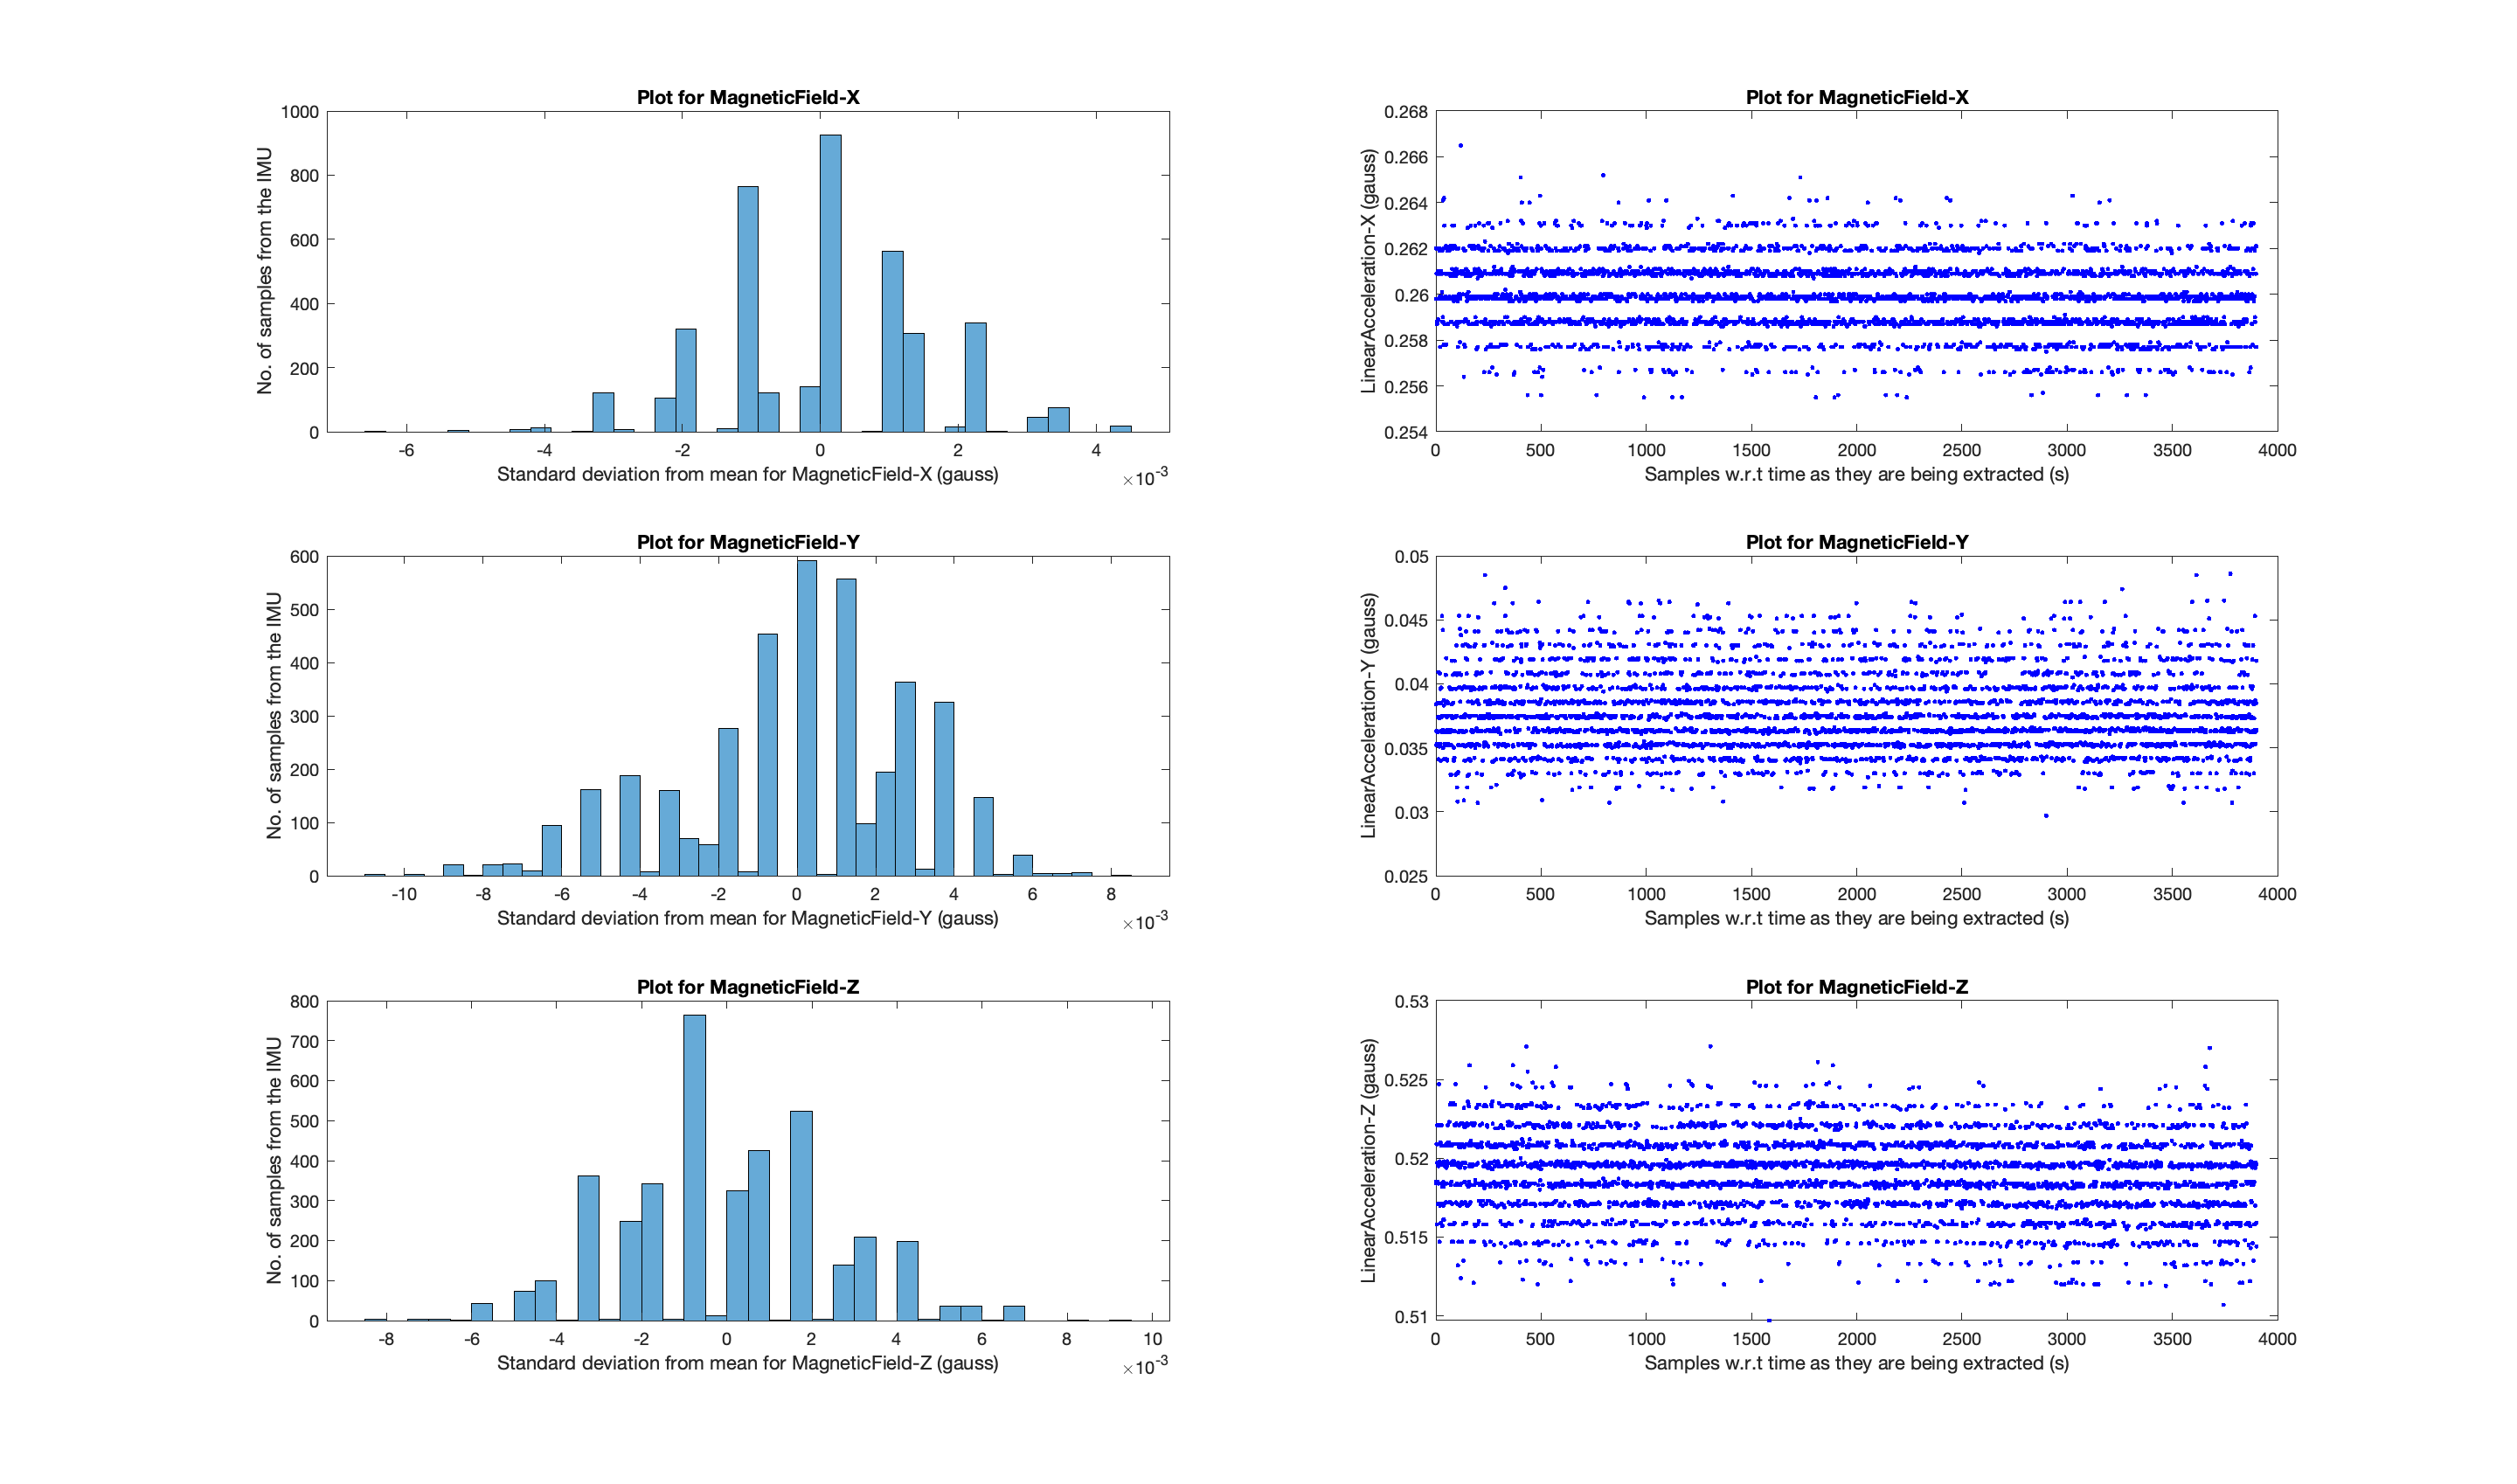 Plot for MagneticField-X
1000
800
600
400
200
0
No. of samples from the IMU
-6 -4 -2 0 2 4
Standard deviation from mean for MagneticField-X (gauss)
×10-3
Plot for MagneticField-X
0.268
0.266
0.264
0.262
0.26
0.258
0.256
0.254
LinearAcceleration-X (gauss)
0 500 1000 1500 2000 2500 3000 3500 4000
Samples w.r.t time as they are being extracted (s)
Plot for MagneticField-Y
600
500
400
300
200
100
0
No. of samples from the IMU
-10 -8 -6 -4 -2 0 2 4 6 8
Standard deviation from mean for MagneticField-Y (gauss)
×10-3
Plot for MagneticField-Y
0.05
0.045
0.04
0.035
0.03
0.025
LinearAcceleration-Y (gauss)
0 500 1000 1500 2000 2500 3000 3500 4000
Samples w.r.t time as they are being extracted (s)
Plot for MagneticField-Z
800
700
600
500
400
300
200
100
0
No. of samples from the IMU
-8 -6 -4 -2 0 2 4 6 8 10
Standard deviation from mean for MagneticField-Z (gauss)
×10-3
Plot for MagneticField-Z
0.53
0.525
0.52
0.515
0.51
LinearAcceleration-Z (gauss)
0 500 1000 1500 2000 2500 3000 3500 4000
Samples w.r.t time as they are being extracted (s)